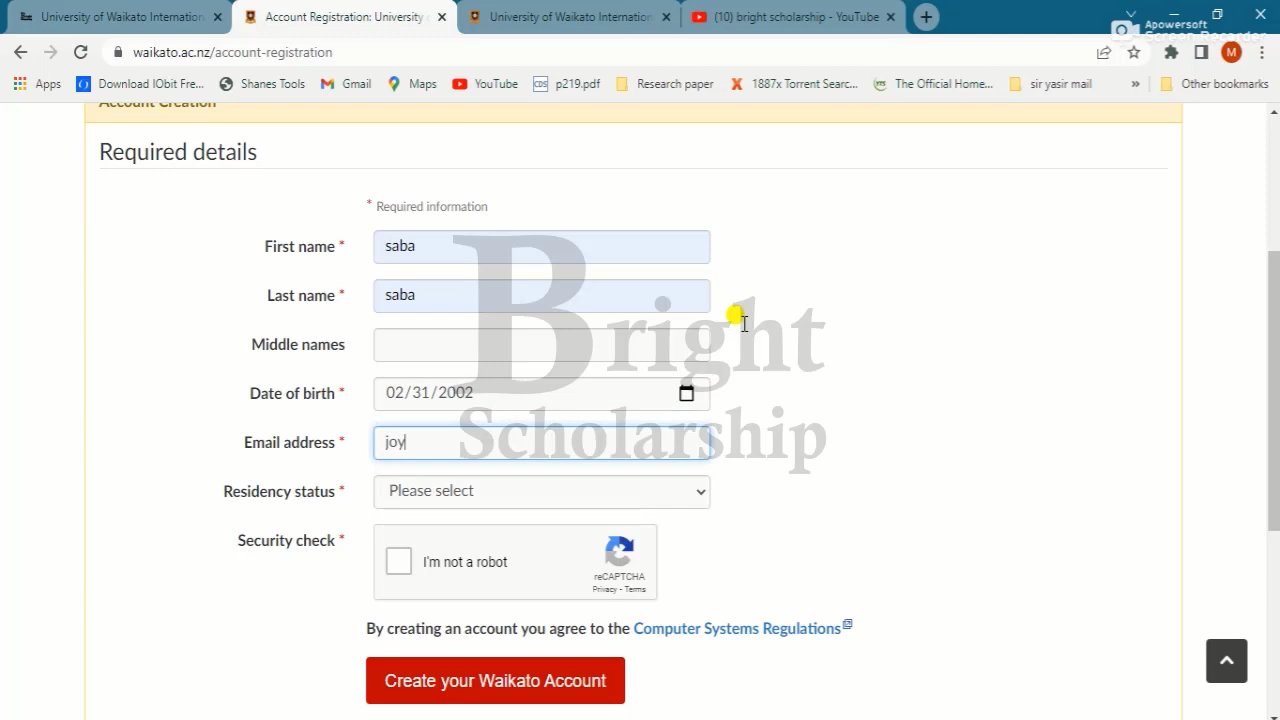 University of Waikato Internation
Account Registration: University
University of Waikato Internation
(10) bright scholarship - YouTube
Apowersoft
Screen Recorder
waikato.ac.nz/account-registration
M
Apps
Download IObit Fre...
Shanes Tools
Gmail
Maps
YouTube
CDS
p219.pdf
Research paper
1887x Torrent Searc...
The Official Home...
sir yasir mail
»
Other bookmarks
Account Creation
Required details
* Required information
First name *
saba
Last name *
saba
Middle names
Date of birth *
02/31/2002
Email address *
joy
Residency status *
Please select
Security check *
I'm not a robot
reCAPTCHA
Privacy - Terms
Bright
Scholarship
By creating an account you agree to the Computer Systems Regulations
Create your Waikato Account